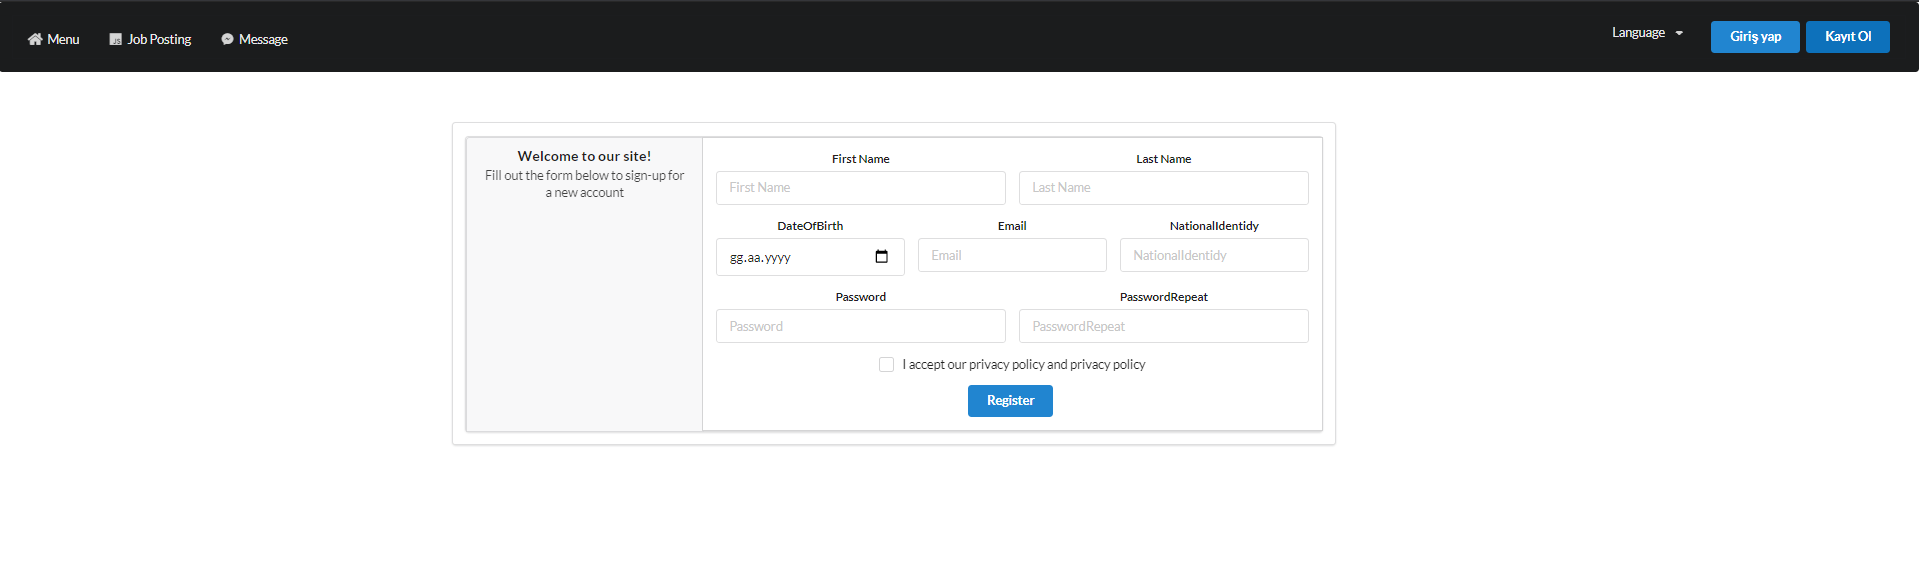 Menu Job Posting Message Language Giriş yap Kayıt Ol
Welcome to our site!
Fill out the form below to sign-up for
a new account
First Name Last Name
First Name Last Name
DateOfBirth Email NationalIdentidy
gg.aa.yyyy Email NationalIdentidy
Password PasswordRepeat
Password PasswordRepeat
I accept our privacy policy and privacy policy
Register